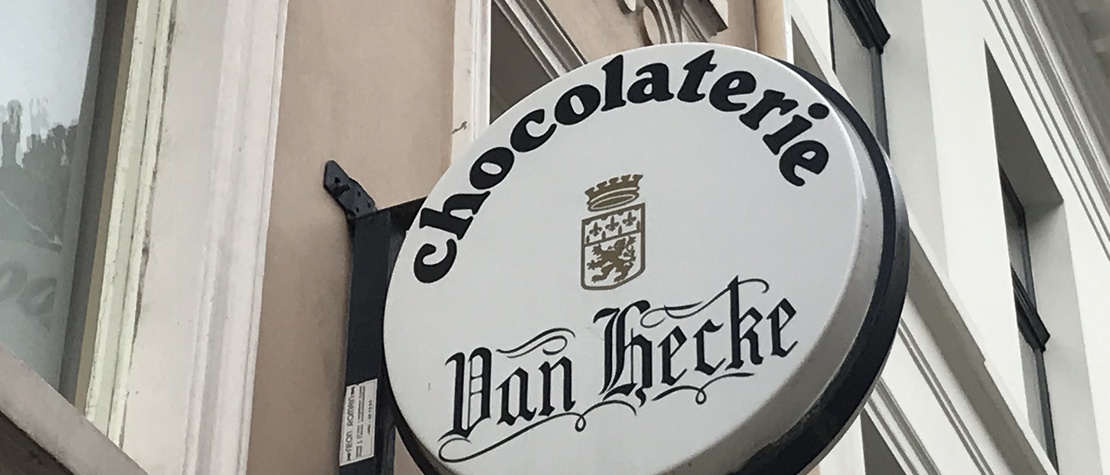 chocolaterie
Van Hecke